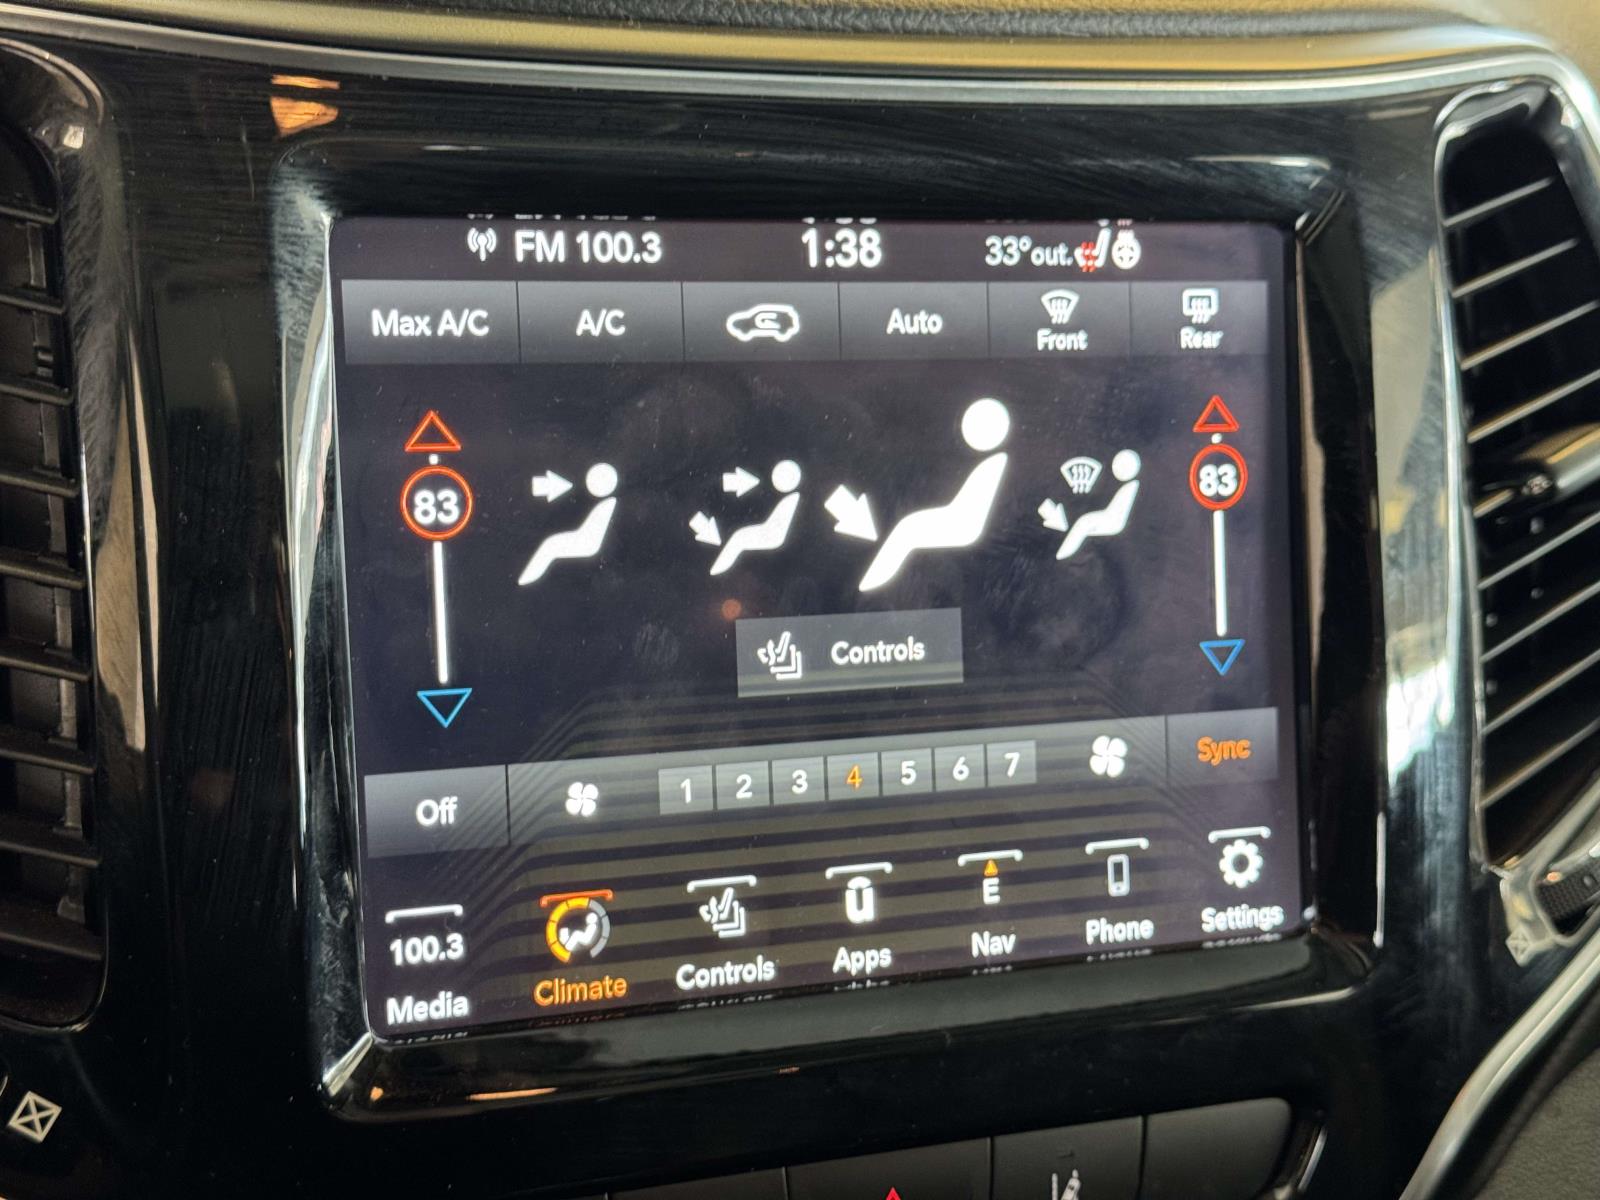 FM 100.3 1:38 33°out.
Max A/C A/C Auto Front Rear
83 83
Controls
Off 1 2 3 4 5 6 7 Sync
100.3 E
Media Climate Controls Apps Nav Phone Settings